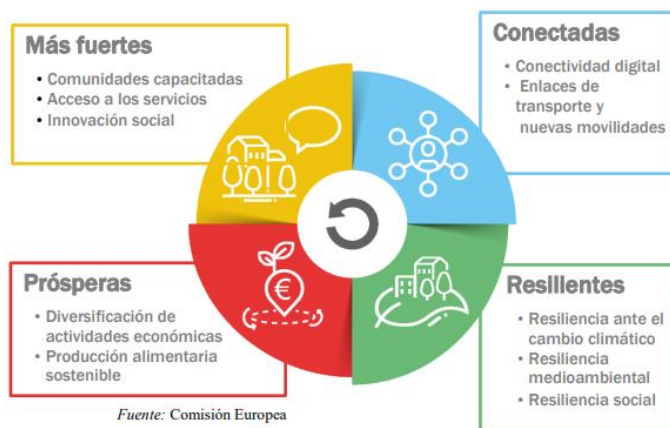 Más fuertes
• Comunidades capacitadas
• Acceso a los servicios
• Innovación social
Conectadas
• Conectividad digital
• Enlaces de
transporte y
nuevas movilidades
€
Prósperas
• Diversificación de
actividades económicas
• Producción alimentaria
sostenible
Resilientes
• Resiliencia ante el
cambio climático
• Resiliencia
medioambiental
• Resiliencia social
Fuente: Comisión Europea